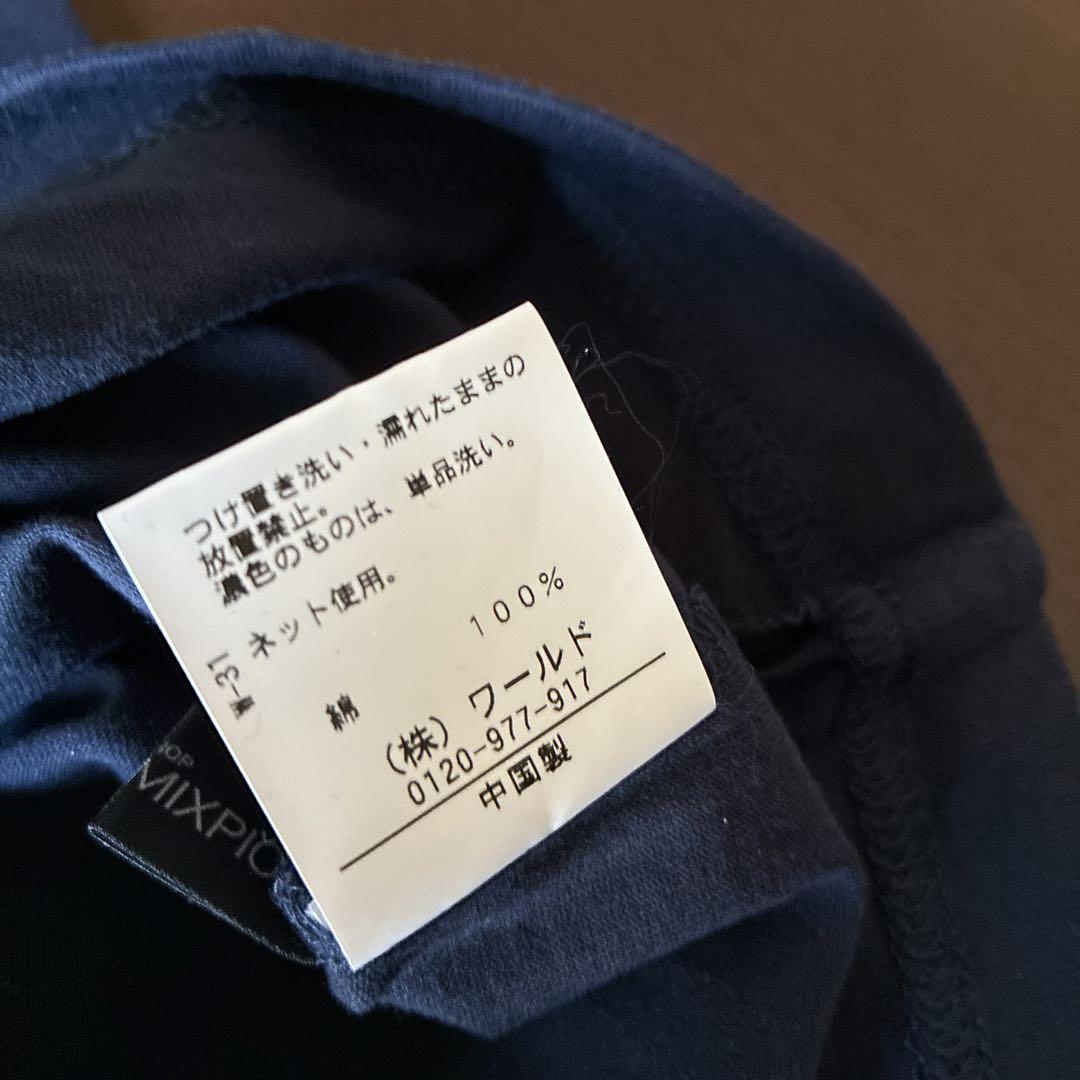 つけ置き洗い・濡れたままの
放置禁止。
濃色のものは、単品洗い。
ネット使用。
W-31
綿 100%
(株) ワールド
0120-977-917
中国製
MIXPIC